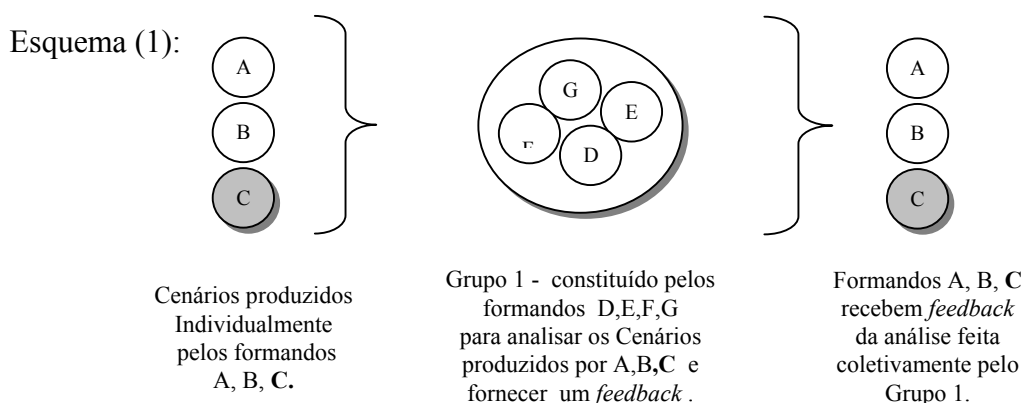 Esquema (1):
A
B
C
G
E
D
A
B
C
Cenários produzidos
Individualmente
pelos formandos
A, B, C.
Grupo 1 - constituído pelos
formandos D,E,F,G
para analisar os Cenários
produzidos por A,B,C e
fornecer um feedback .
Formandos A, B, C
recebem feedback
da análise feita
coletivamente pelo
Grupo 1.